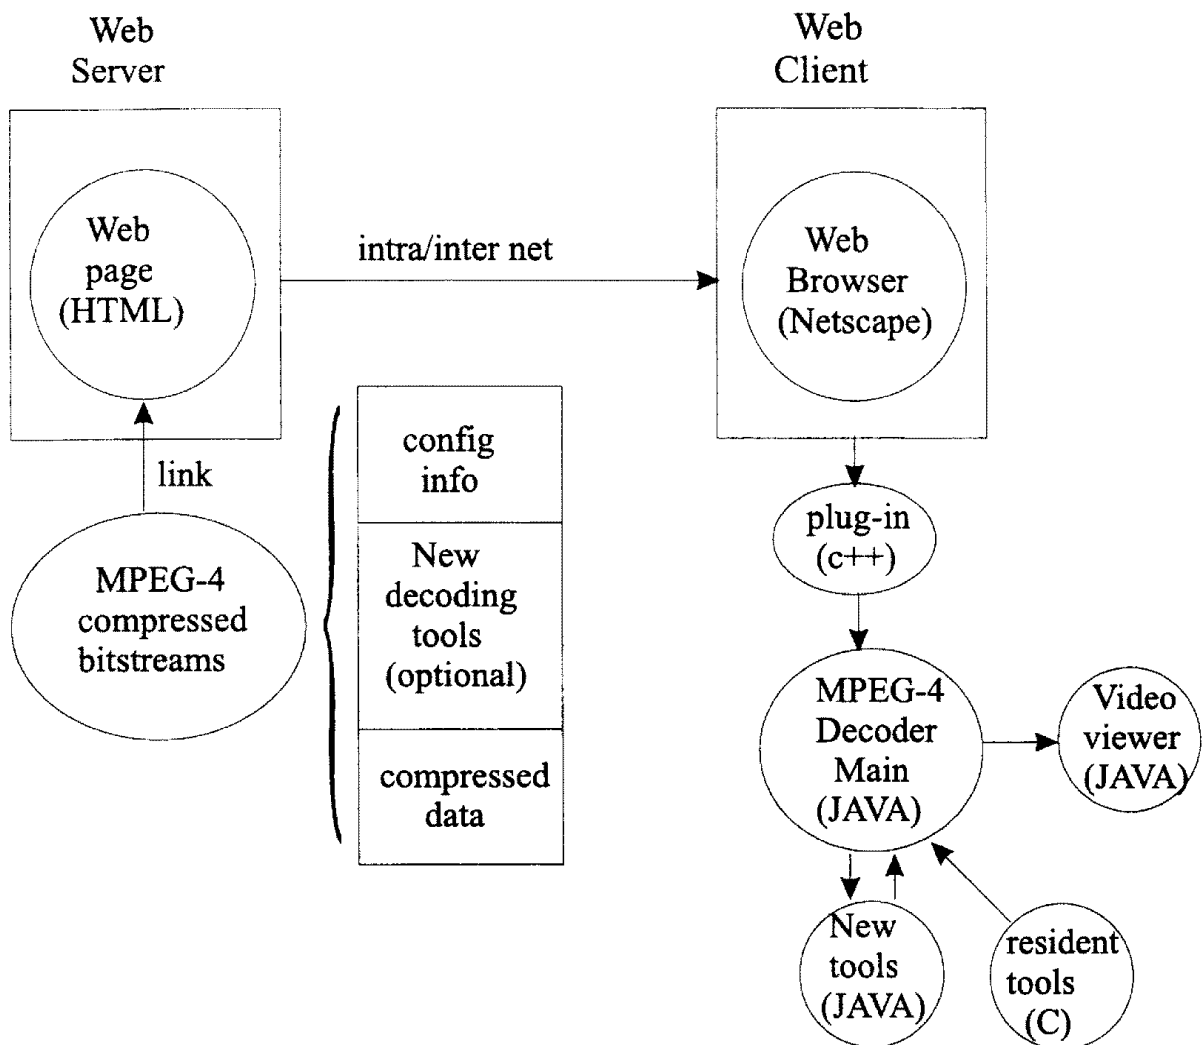 Web
Server
Web
Client
Web
page
(HTML)
intra/inter net
Web
Browser
(Netscape)
link
config
info
plug-in
(c++)
MPEG-4
compressed
bitstreams
New
decoding
tools
(optional)
MPEG-4
Decoder
Main
(JAVA)
Video
viewer
(JAVA)
compressed
data
New
tools
(JAVA)
resident
tools
(C)